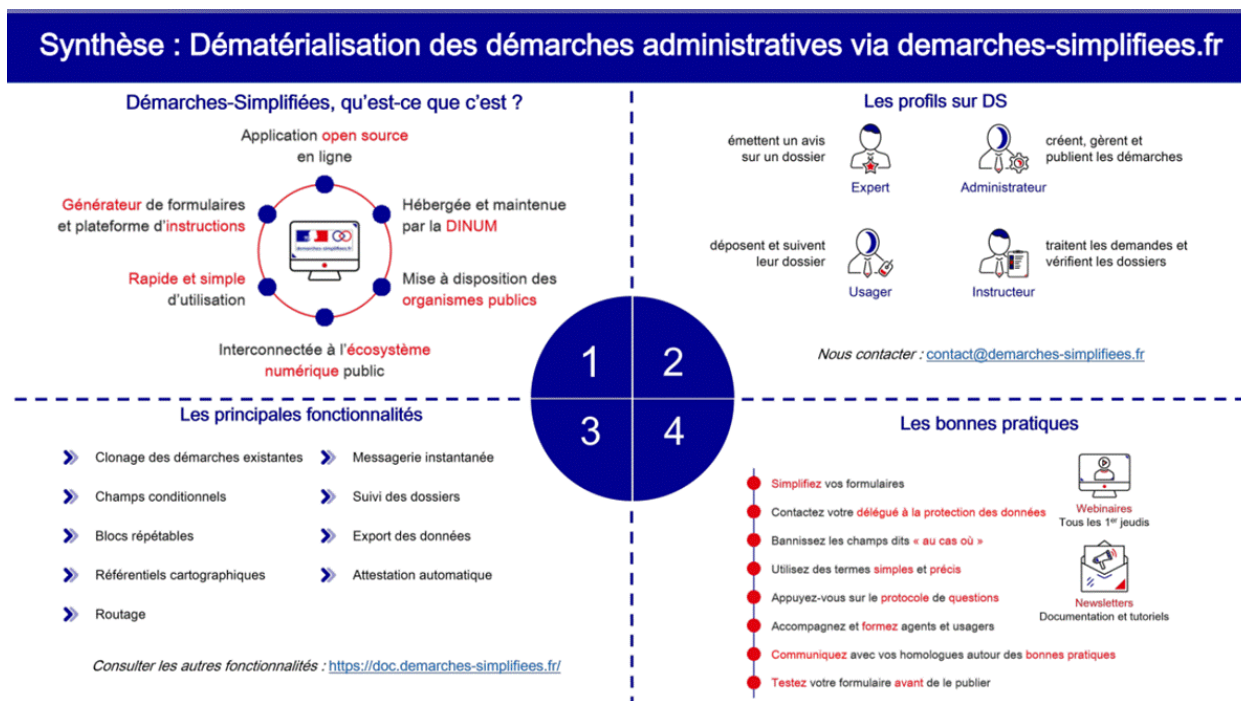 Synthèse : Dématérialisation des démarches administratives via demarches-simplifiees.fr
Démarches-Simplifiées, qu'est-ce que c'est ?
Application open source
en ligne
Générateur de formulaires
et plateforme d'instructions
Hébergée et maintenue
par la DINUM
demarches-simplifiees.fr
Rapide et simple
d'utilisation
Mise à disposition des
organismes publics
Interconnectée à l'écosystème
numérique public
Les profils sur DS
émettent un avis
sur un dossier
Expert
créent, gèrent et
publient les démarches
Administrateur
déposent et suivent
leur dossier
Usager
traitent les demandes et
vérifient les dossiers
Instructeur
Nous contacter : contact@demarches-simplifiees.fr
1
2
3
4
Les principales fonctionnalités
Clonage des démarches existantes
Champs conditionnels
Blocs répétables
Référentiels cartographiques
Routage
Messagerie instantanée
Suivi des dossiers
Export des données
Attestation automatique
Consulter les autres fonctionnalités : https://doc.demarches-simplifiees.fr/
Les bonnes pratiques
Simplifiez vos formulaires
Contactez votre délégué à la protection des données
Bannissez les champs dits « au cas où »
Utilisez des termes simples et précis
Appuyez-vous sur le protocole de questions
Accompagnez et formez agents et usagers
Communiquez avec vos homologues autour des bonnes pratiques
Testez votre formulaire avant de le publier
Webinaires
Tous les 1er jeudis
Newsletters
Documentation et tutoriels